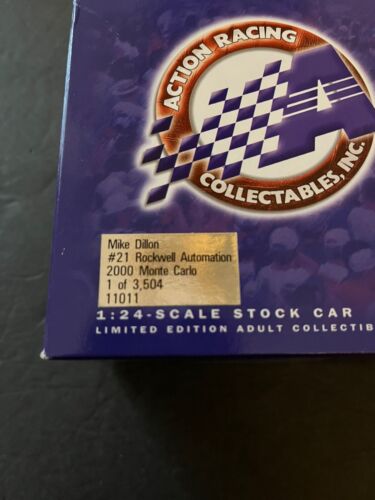 ACTION RACING
COLLECTABLES, INC.
Mike Dillon
#21 Rockwell Automation
2000 Monte Carlo
1 of 3,504
11011
1:24-SCALE STOCK CAR
LIMITED EDITION ADULT COLLECTIB